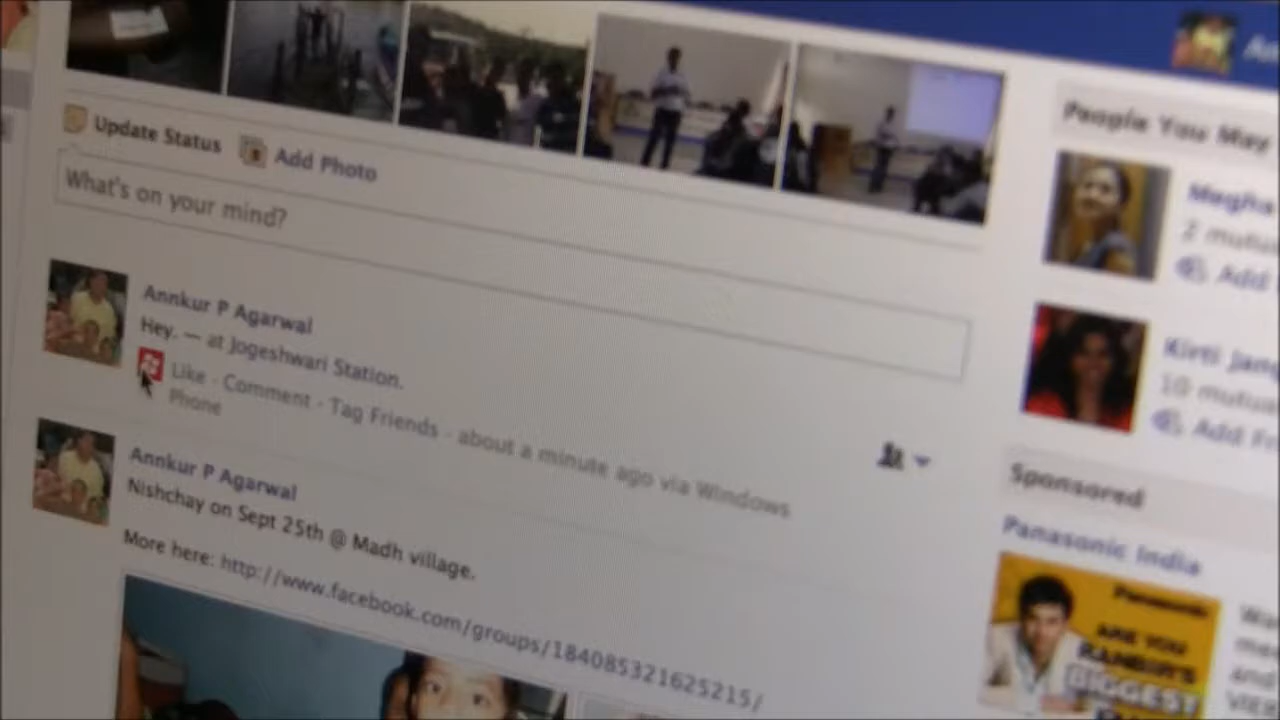 People You May
Update Status Add Photo
What's on your mind?
Megha
2 mutu
Add
Annkur P Agarwal
Hey. — at Jogeshwari Station.
Like · Comment · Tag Friends · about a minute ago via Windows
Phone
Kirti Jan
10 mutu
Add Fr
Annkur P Agarwal
Nishchay on Sept 25th @ Madh village.
More here: http://www.facebook.com/groups/184085321625215/
Sponsored
Panasonic India
Panasonic
ARE YOU
RANBIR'S
BIGGEST